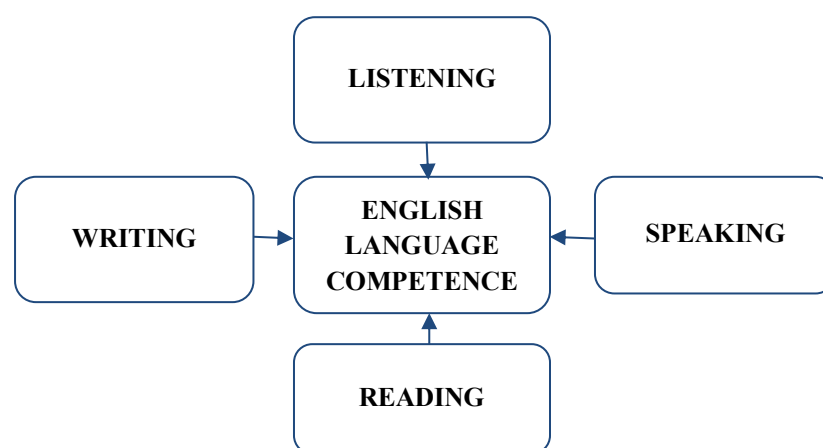 LISTENING
WRITING
ENGLISH
LANGUAGE
COMPETENCE
SPEAKING
READING